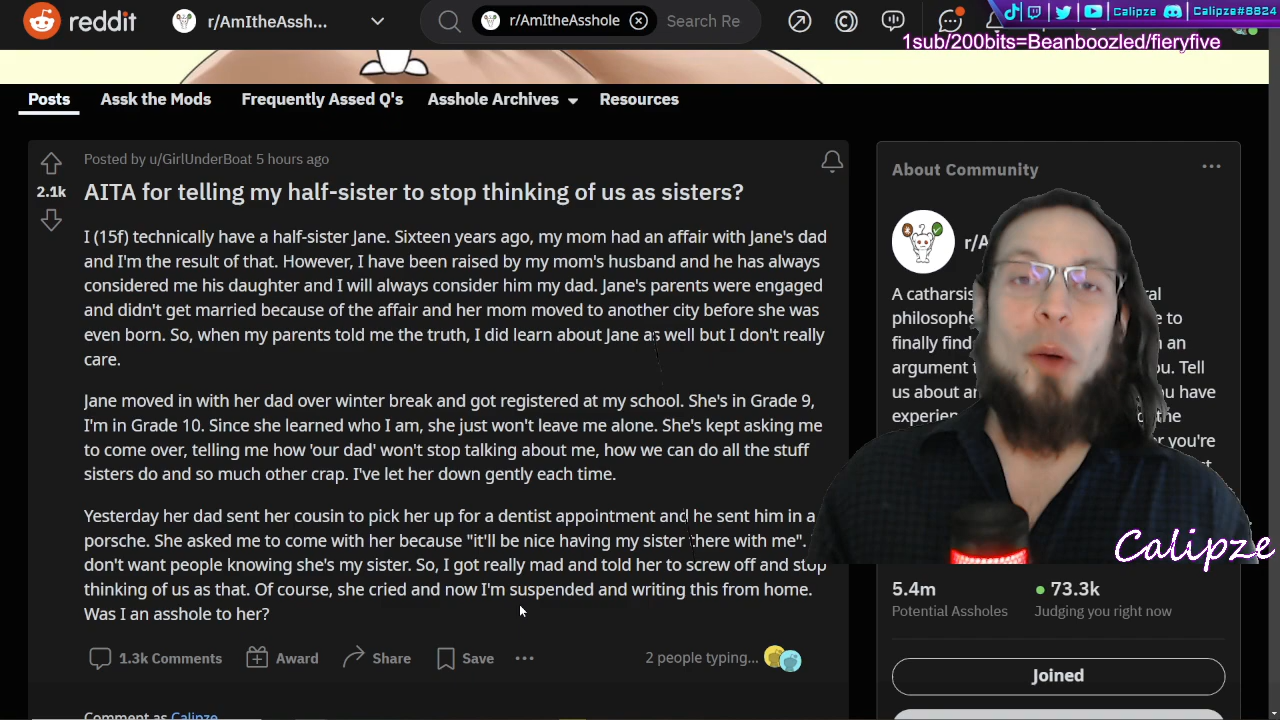 reddit
r/AmItheAssh...
r/AmItheAsshole
Search Re
Calipze
Calipze#8824
1sub/200bits=Beanboozled/fieryfive
Posts
Assk the Mods
Frequently Assed Q's
Asshole Archives
Resources
Posted by u/GirlUnderBoat 5 hours ago
2.1k
AITA for telling my half-sister to stop thinking of us as sisters?
I (15f) technically have a half-sister Jane. Sixteen years ago, my mom had an affair with Jane's dad
and I'm the result of that. However, I have been raised by my mom's husband and he has always
considered me his daughter and I will always consider him my dad. Jane's parents were engaged
and didn't get married because of the affair and her mom moved to another city before she was
even born. So, when my parents told me the truth, I did learn about Jane as well but I don't really
care.
Jane moved in with her dad over winter break and got registered at my school. She's in Grade 9,
I'm in Grade 10. Since she learned who I am, she just won't leave me alone. She's kept asking me
to come over, telling me how 'our dad' won't stop talking about me, how we can do all the stuff
sisters do and so much other crap. I've let her down gently each time.
Yesterday her dad sent her cousin to pick her up for a dentist appointment and he sent him in a
porsche. She asked me to come with her because "it'll be nice having my sister there with me".
don't want people knowing she's my sister. So, I got really mad and told her to screw off and stop
thinking of us as that. Of course, she cried and now I'm suspended and writing this from home.
Was I an asshole to her?
1.3k Comments
Award
Share
Save
...
2 people typing...
Comment as Calipze
About Community
...
r/A
A catharsis
philosophe
finally find
argument t
us about an
experien
to
an
ou. Tell
u have
the
er you're
Calipze
5.4m
73.3k
Potential Assholes
Judging you right now
Joined